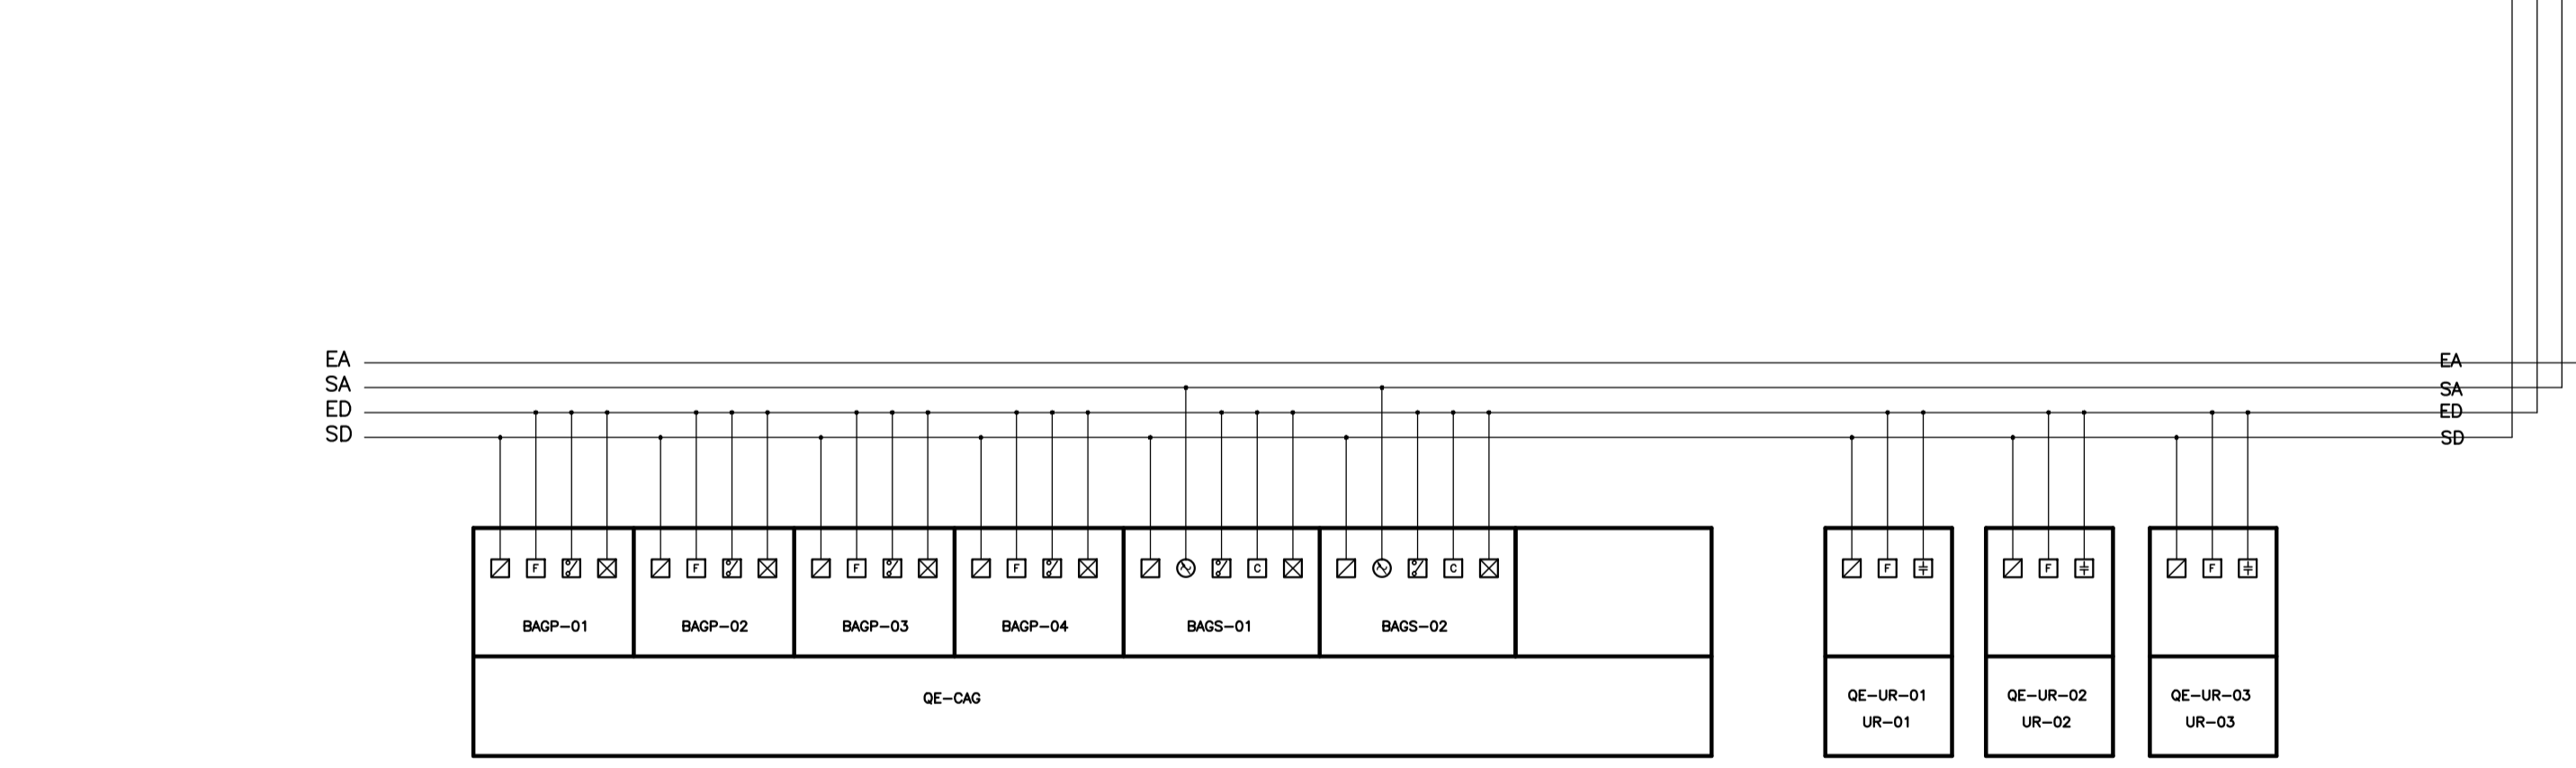 EA EA
SA SA
ED ED
SD SD
F F F F C C F F F
BAGP-01 BAGP-02 BAGP-03 BAGP-04 BAGS-01 BAGS-02
QE-CAG
QE-UR-01 QE-UR-02 QE-UR-03
UR-01 UR-02 UR-03